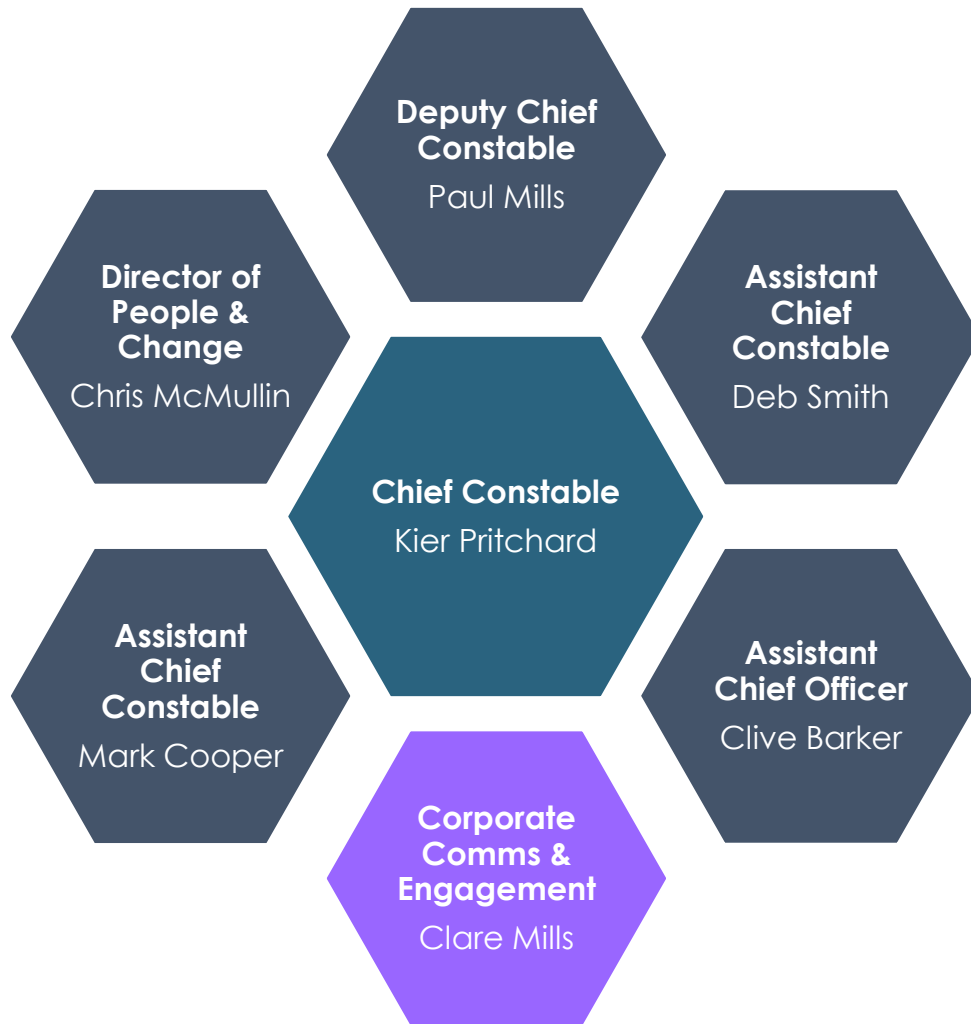 Deputy Chief
Constable
Paul Mills
Director of
People &
Change
Chris McMullin
Assistant
Chief
Constable
Deb Smith
Chief Constable
Kier Pritchard
Assistant
Chief
Constable
Mark Cooper
Assistant
Chief Officer
Clive Barker
Corporate
Comms &
Engagement
Clare Mills